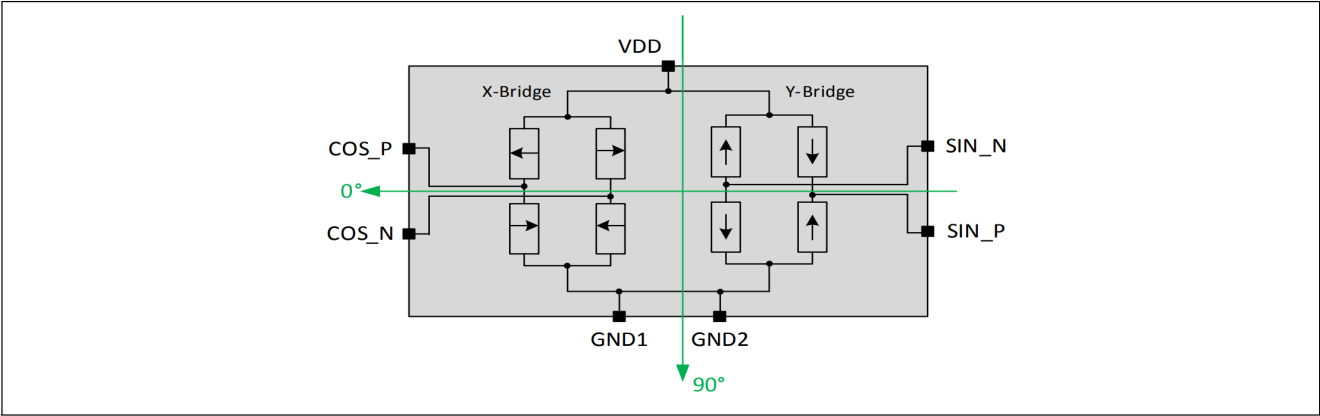 VDD
X-Bridge
Y-Bridge
COS_P
SIN_N
0°
COS_N
SIN_P
GND1
GND2
90°